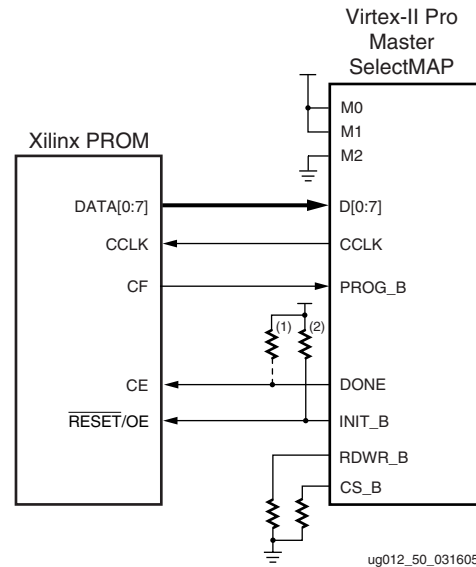 Virtex-II Pro
Master
SelectMAP
M0
M1
Xilinx PROM
M2
DATA[0:7]
D[0:7]
CCLK
CCLK
CF
PROG_B
(1)
(2)
CE
DONE
RESET/OE
INIT_B
RDWR_B
CS_B
ug012_50_031605